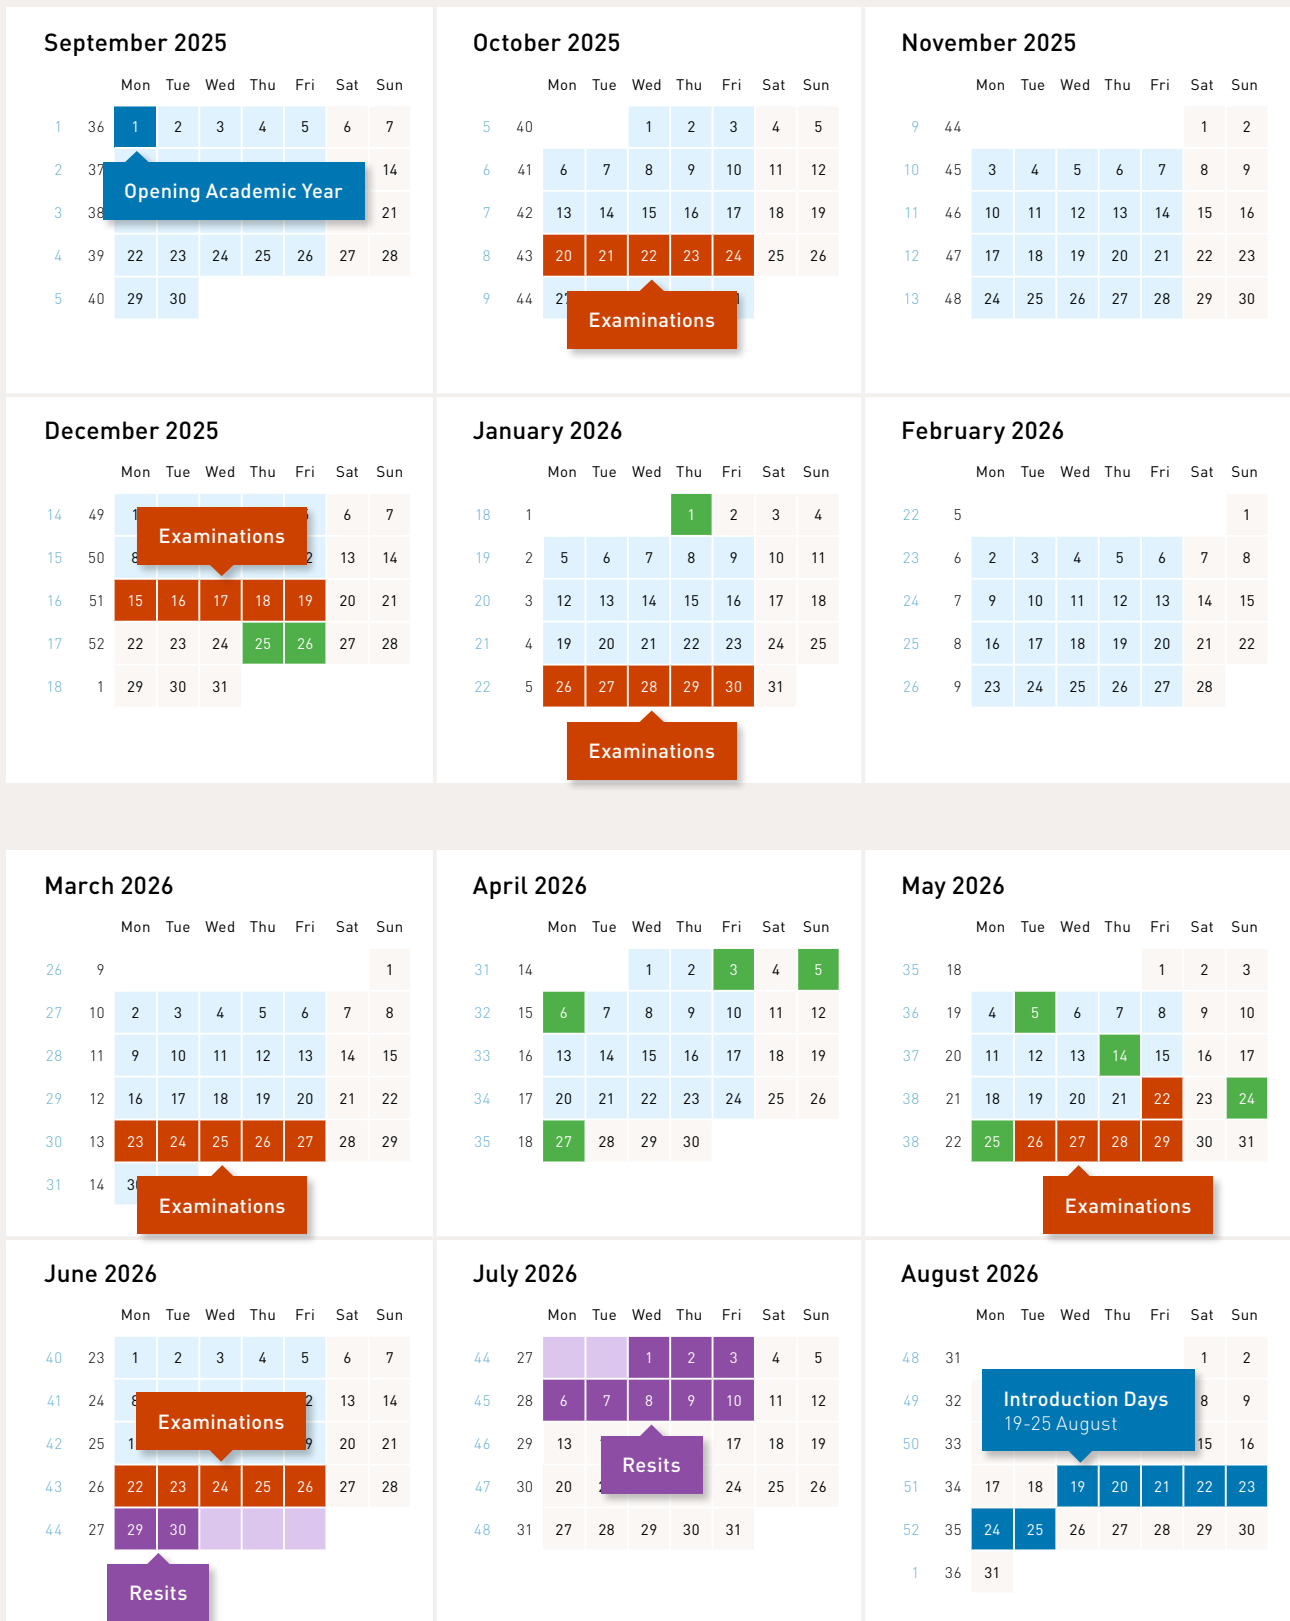 September 2025
Mon Tue Wed Thu Fri Sat Sun
1 36 1 2 3 4 5 6 7
2 37 14
Opening Academic Year
3 38 21
4 39 22 23 24 25 26 27 28
5 40 29 30
October 2025
Mon Tue Wed Thu Fri Sat Sun
5 40 1 2 3 4 5
6 41 6 7 8 9 10 11 12
7 42 13 14 15 16 17 18 19
8 43 20 21 22 23 24 25 26
9 44
Examinations
November 2025
Mon Tue Wed Thu Fri Sat Sun
9 44 1 2
10 45 3 4 5 6 7 8 9
11 46 10 11 12 13 14 15 16
12 47 17 18 19 20 21 22 23
13 48 24 25 26 27 28 29 30
December 2025
Mon Tue Wed Thu Fri Sat Sun
14 49 1 6 7
Examinations
15 50 8 13 14
16 51 15 16 17 18 19 20 21
17 52 22 23 24 25 26 27 28
18 1 29 30 31
January 2026
Mon Tue Wed Thu Fri Sat Sun
18 1 1 2 3 4
19 2 5 6 7 8 9 10 11
20 3 12 13 14 15 16 17 18
21 4 19 20 21 22 23 24 25
22 5 26 27 28 29 30 31
Examinations
February 2026
Mon Tue Wed Thu Fri Sat Sun
22 5 1
23 6 2 3 4 5 6 7 8
24 7 9 10 11 12 13 14 15
25 8 16 17 18 19 20 21 22
26 9 23 24 25 26 27 28
March 2026
Mon Tue Wed Thu Fri Sat Sun
26 9 1
27 10 2 3 4 5 6 7 8
28 11 9 10 11 12 13 14 15
29 12 16 17 18 19 20 21 22
30 13 23 24 25 26 27 28 29
31 14 30
Examinations
April 2026
Mon Tue Wed Thu Fri Sat Sun
31 14 1 2 3 4 5
32 15 6 7 8 9 10 11 12
33 16 13 14 15 16 17 18 19
34 17 20 21 22 23 24 25 26
35 18 27 28 29 30
May 2026
Mon Tue Wed Thu Fri Sat Sun
35 18 1 2 3
36 19 4 5 6 7 8 9 10
37 20 11 12 13 14 15 16 17
38 21 18 19 20 21 22 23 24
38 22 25 26 27 28 29 30 31
Examinations
June 2026
Mon Tue Wed Thu Fri Sat Sun
40 23 1 2 3 4 5 6 7
41 24 8 13 14
Examinations
42 25 20 21
43 26 22 23 24 25 26 27 28
44 27 29 30
Resits
July 2026
Mon Tue Wed Thu Fri Sat Sun
44 27 1 2 3 4 5
45 28 6 7 8 9 10 11 12
46 29 13 17 18 19
Resits
47 30 20 24 25 26
48 31 27 28 29 30 31
August 2026
Mon Tue Wed Thu Fri Sat Sun
48 31 1 2
49 32 8 9
Introduction Days
19-25 August
50 33 15 16
51 34 17 18 19 20 21 22 23
52 35 24 25 26 27 28 29 30
1 36 31